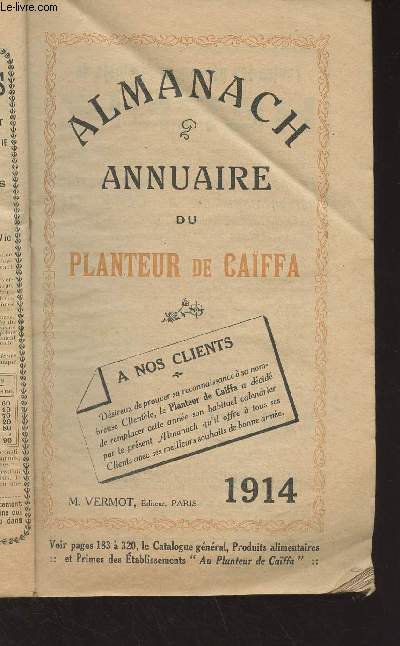 Le-livre.com
ALMANACH
ANNUAIRE
DU
PLANTEUR DE CAÏFFA
A NOS CLIENTS
Désireux de prouver sa reconnaissance à sa nom-
breuse Clientèle, le Planteur de Caïffa a décidé
de remplacer cette année son habituel calendrier
par le présent Almanach qu'il offre à tous ses
Clients avec ses meilleurs souhaits de bonne année.
M. VERMOT, Éditeur, PARIS
1914
Voir pages 183 à 320, le Catalogue général, Produits alimentaires
:: et Primes des Établissements "Au Planteur de Caïffa" ::